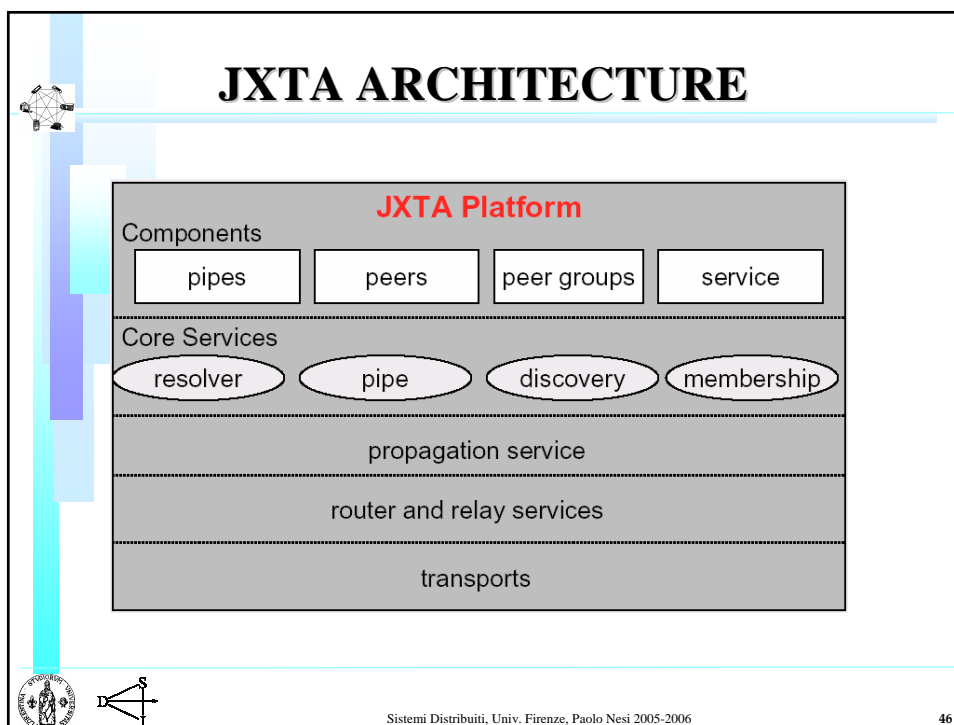 JXTA ARCHITECTURE
JXTA Platform
Components
pipes peers peer groups service
Core Services
resolver pipe discovery membership
propagation service
router and relay services
transports
S
D
I
Sistemi Distribuiti, Univ. Firenze, Paolo Nesi 2005-2006 46